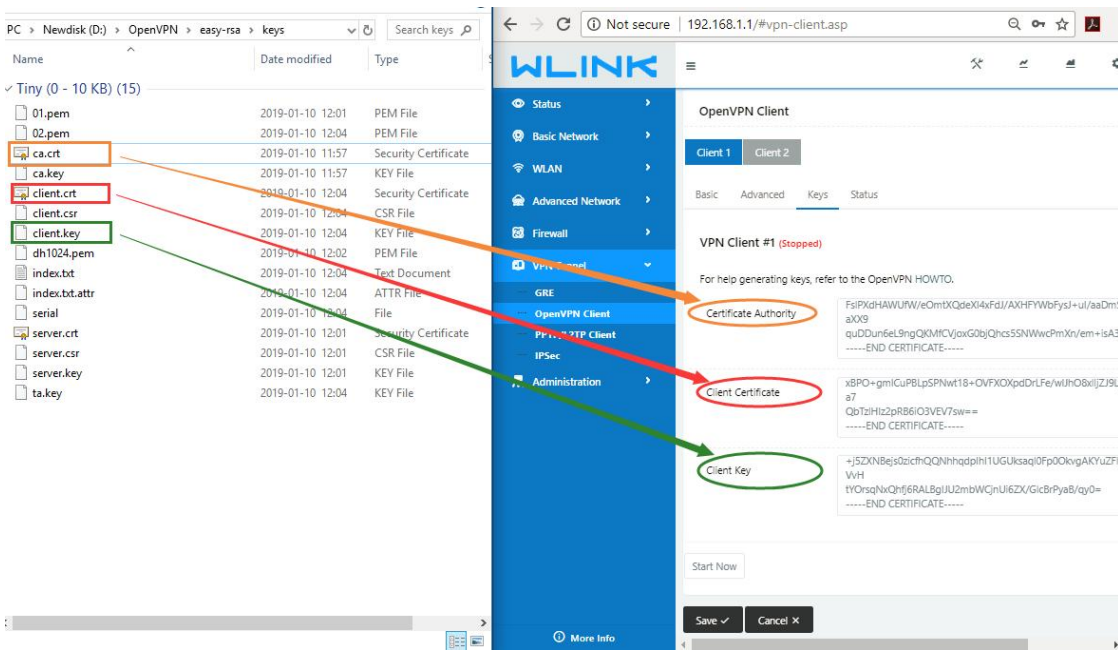 PC > Newdisk (D:) > OpenVPN > easy-rsa > keys
Search keys
Name Date modified Type
Tiny (0 - 10 KB) (15)
01.pem 2019-01-10 12:01 PEM File
02.pem 2019-01-10 12:04 PEM File
ca.crt 2019-01-10 11:57 Security Certificate
ca.key 2019-01-10 11:57 KEY File
client.crt 2019-01-10 12:04 Security Certificate
client.csr 2019-01-10 12:04 CSR File
client.key 2019-01-10 12:04 KEY File
dh1024.pem 2019-01-10 12:02 PEM File
index.txt 2019-01-10 12:04 Text Document
index.txt.attr 2019-01-10 12:04 ATTR File
serial 2019-01-10 12:04 File
server.crt 2019-01-10 12:01 Security Certificate
server.csr 2019-01-10 12:01 CSR File
server.key 2019-01-10 12:01 KEY File
ta.key 2019-01-10 12:04 KEY File
Not secure | 192.168.1.1/#vpn-client.asp
WLINK
Status
Basic Network
WLAN
Advanced Network
Firewall
VPN Tunnel
GRE
OpenVPN Client
PPTP/L2TP Client
IPSec
Administration
More Info
OpenVPN Client
Client 1 Client 2
Basic Advanced Keys Status
VPN Client #1 (Stopped)
For help generating keys, refer to the OpenVPN HOWTO.
Certificate Authority
aXX9
-----END CERTIFICATE-----
Client Certificate
a7
QbTzIHIz2pRB6iO3VEV7sw==
-----END CERTIFICATE-----
Client Key
VvH
-----END CERTIFICATE-----
Start Now
Save Cancel